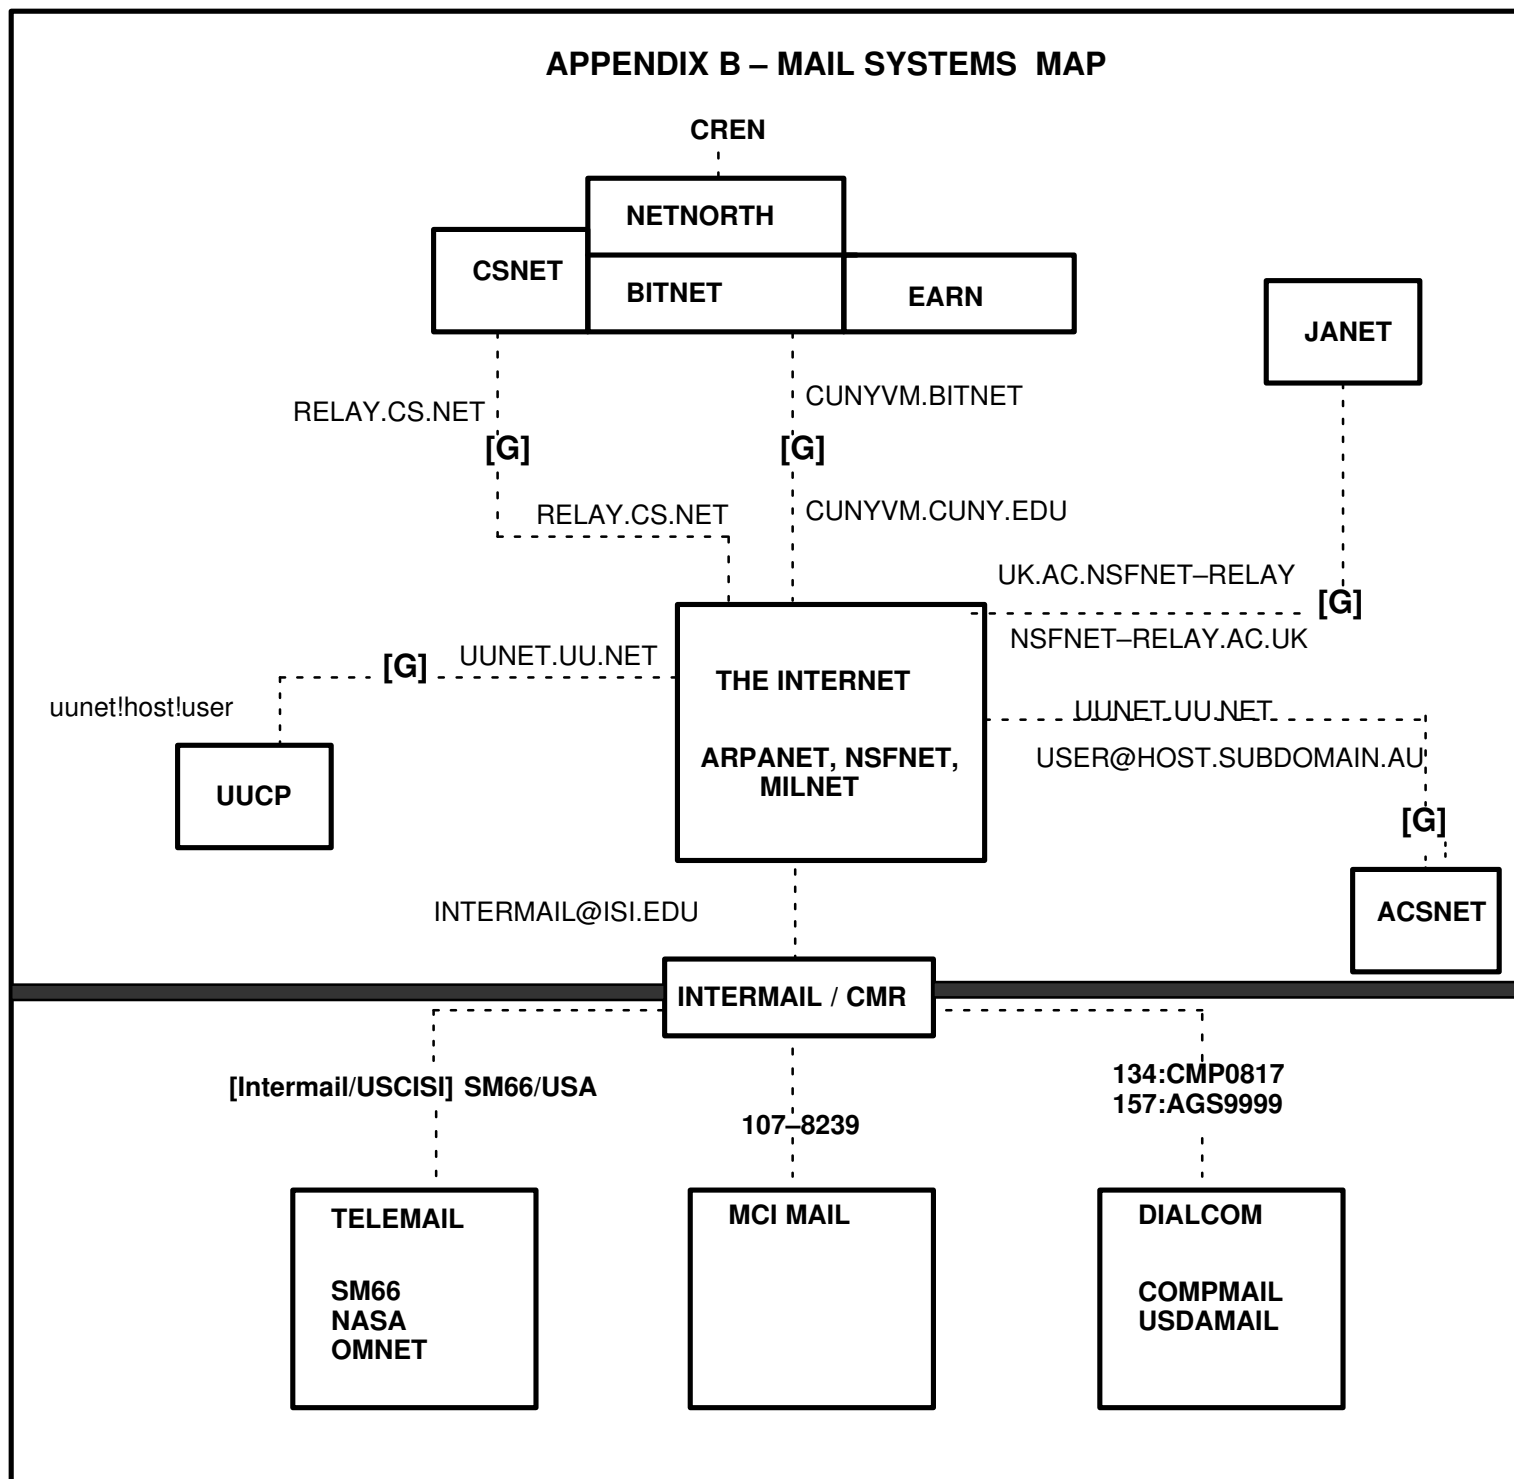 APPENDIX B – MAIL SYSTEMS MAP
CREN
NETNORTH
CSNET
BITNET
EARN
JANET
RELAY.CS.NET
CUNYVM.BITNET
[G]
[G]
RELAY.CS.NET
CUNYVM.CUNY.EDU
UK.AC.NSFNET–RELAY
[G]
NSFNET–RELAY.AC.UK
UUNET.UU.NET
[G]
uunet!host!user
UUCP
THE INTERNET
ARPANET, NSFNET,
MILNET
UUNET.UU.NET
USER@HOST.SUBDOMAIN.AU
[G]
ACSNET
INTERMAIL@ISI.EDU
INTERMAIL / CMR
[Intermail/USCISI] SM66/USA
107–8239
134:CMP0817
157:AGS9999
TELEMAIL
SM66
NASA
OMNET
MCI MAIL
DIALCOM
COMPMAIL
USDAMAIL